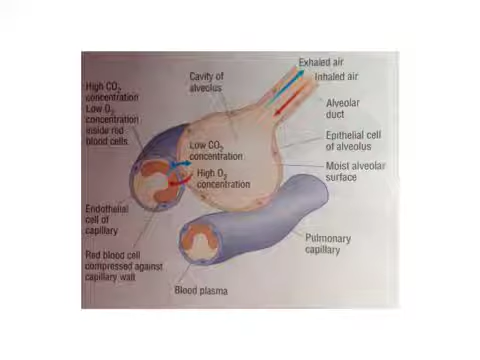 Exhaled air
Inhaled air
High CO2
concentration
Low O2
concentration
inside red
blood cells
Cavity of
alveolus
Alveolar
duct
Epithelial cell
of alveolus
Low CO2
concentration
High O2
concentration
Moist alveolar
surface
Endothelial
cell of
capillary
Red blood cell
compressed against
capillary wall
Pulmonary
capillary
Blood plasma